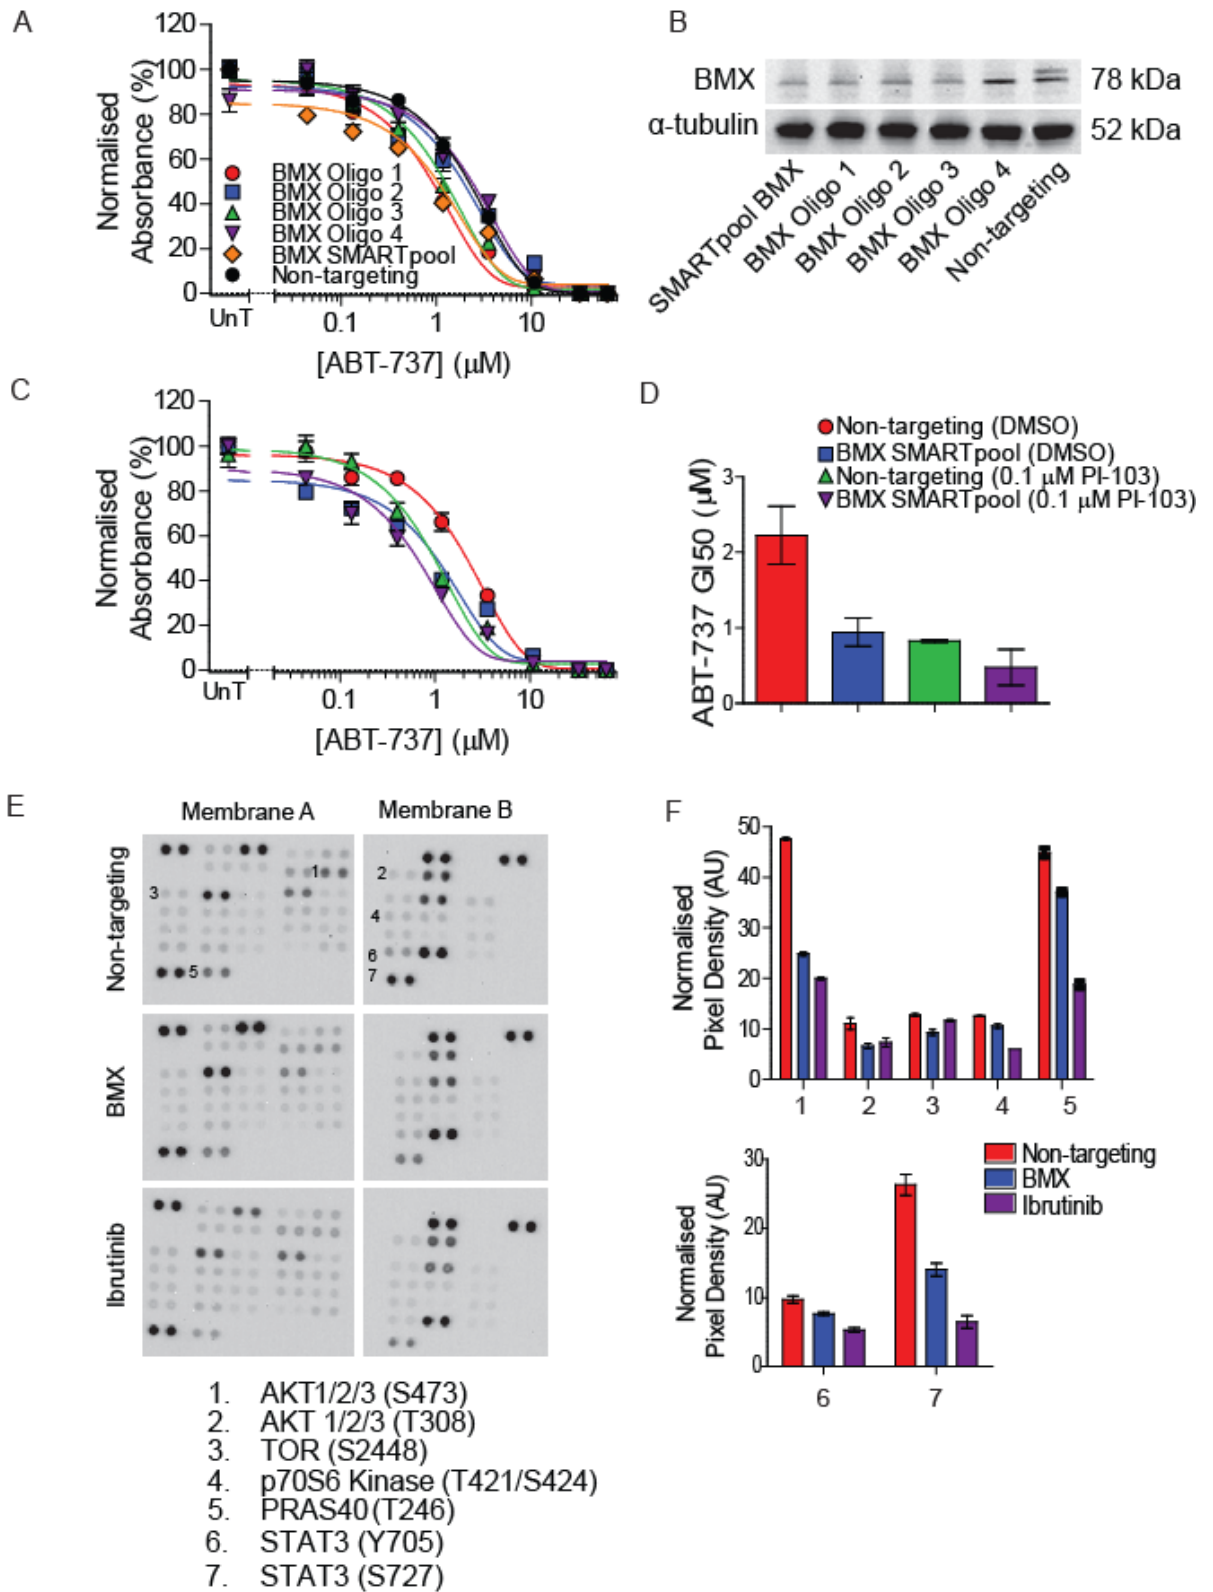 A
120
100
80
60
40
20
0
Normalised
Absorbance (%)
BMX Oligo 1
BMX Oligo 2
BMX Oligo 3
BMX Oligo 4
BMX SMARTpool
Non-targeting
UnT
0.1
1
10
[ABT-737] (μM)
B
BMX
78 kDa
α-tubulin
52 kDa
SMARTpool BMX
BMX Oligo 1
BMX Oligo 2
BMX Oligo 3
BMX Oligo 4
Non-targeting
C
120
100
80
60
40
20
0
Normalised
Absorbance (%)
UnT
0.1
1
10
[ABT-737] (μM)
D
Non-targeting (DMSO)
BMX SMARTpool (DMSO)
Non-targeting (0.1 μM PI-103)
BMX SMARTpool (0.1 μM PI-103)
ABT-737 GI50 (μM)
3
2
1
0
E
Membrane A
Membrane B
Non-targeting
1
3
5
2
4
6
7
BMX
Ibrutinib
1. AKT1/2/3 (S473)
2. AKT 1/2/3 (T308)
3. TOR (S2448)
4. p70S6 Kinase (T421/S424)
5. PRAS40 (T246)
6. STAT3 (Y705)
7. STAT3 (S727)
F
Normalised
Pixel Density (AU)
50
40
30
20
10
0
1
2
3
4
5
Normalised
Pixel Density (AU)
30
20
10
0
6
7
Non-targeting
BMX
Ibrutinib